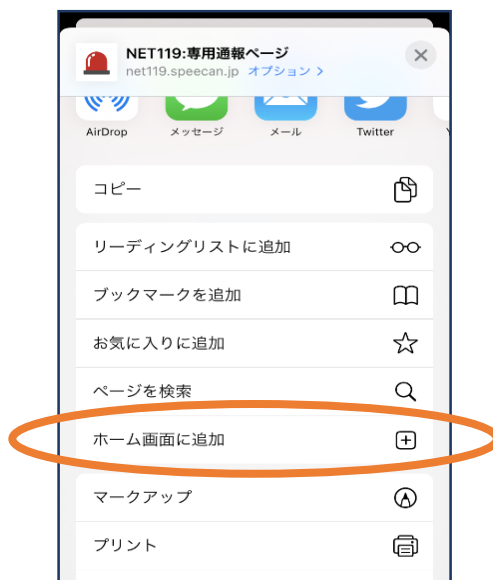 NET119:専用通報ページ
net119.speecan.jp オプション >
AirDrop メッセージ メール Twitter
コピー
リーディングリストに追加
ブックマークを追加
お気に入りに追加
ページを検索
ホーム画面に追加
マークアップ
プリント